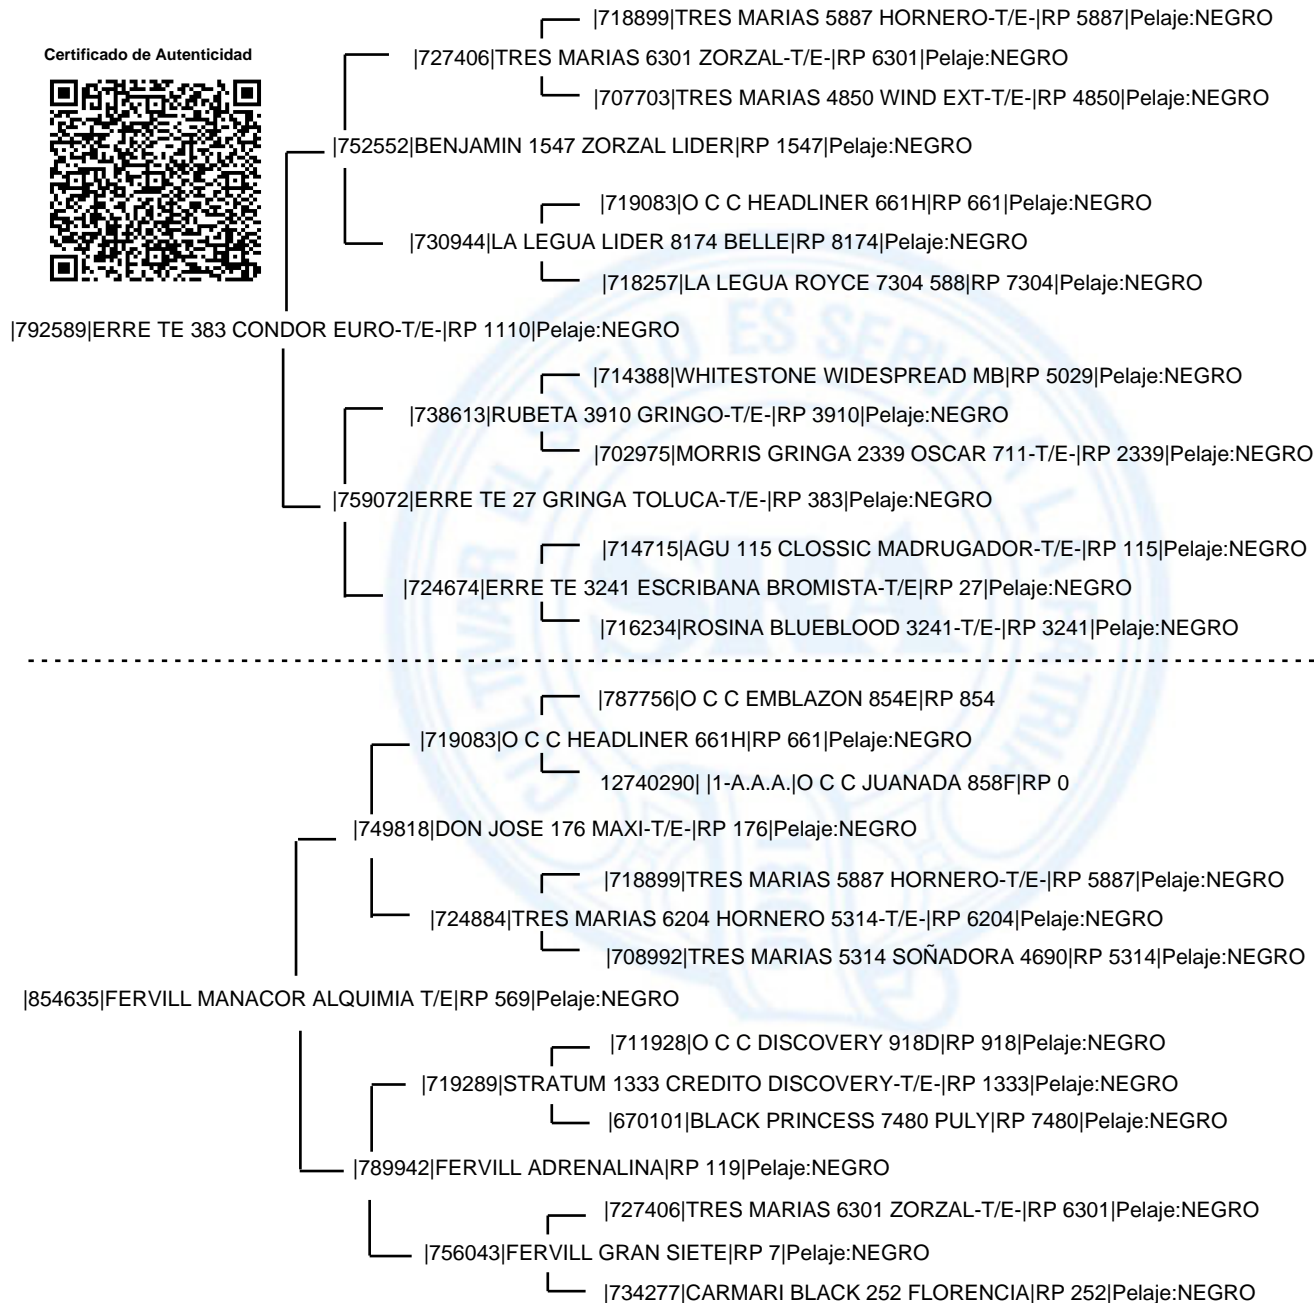 |718899|TRES MARIAS 5887 HORNERO-T/E-|RP 5887|Pelaje:NEGRO
Certificado de Autenticidad
|727406|TRES MARIAS 6301 ZORZAL-T/E-|RP 6301|Pelaje:NEGRO
|707703|TRES MARIAS 4850 WIND EXT-T/E-|RP 4850|Pelaje:NEGRO
|752552|BENJAMIN 1547 ZORZAL LIDER|RP 1547|Pelaje:NEGRO
|719083|O C C HEADLINER 661H|RP 661|Pelaje:NEGRO
|730944|LA LEGUA LIDER 8174 BELLE|RP 8174|Pelaje:NEGRO
|718257|LA LEGUA ROYCE 7304 588|RP 7304|Pelaje:NEGRO
|792589|ERRE TE 383 CONDOR EURO-T/E-|RP 1110|Pelaje:NEGRO
|714388|WHITESTONE WIDESPREAD MB|RP 5029|Pelaje:NEGRO
|738613|RUBETA 3910 GRINGO-T/E-|RP 3910|Pelaje:NEGRO
|702975|MORRIS GRINGA 2339 OSCAR 711-T/E-|RP 2339|Pelaje:NEGRO
|759072|ERRE TE 27 GRINGA TOLUCA-T/E-|RP 383|Pelaje:NEGRO
|714715|AGU 115 CLOSSIC MADRUGADOR-T/E-|RP 115|Pelaje:NEGRO
|724674|ERRE TE 3241 ESCRIBANA BROMISTA-T/E|RP 27|Pelaje:NEGRO
|716234|ROSINA BLUEBLOOD 3241-T/E-|RP 3241|Pelaje:NEGRO
|787756|O C C EMBLAZON 854E|RP 854
|719083|O C C HEADLINER 661H|RP 661|Pelaje:NEGRO
12740290| |1-A.A.A.|O C C JUANADA 858F|RP 0
|749818|DON JOSE 176 MAXI-T/E-|RP 176|Pelaje:NEGRO
|718899|TRES MARIAS 5887 HORNERO-T/E-|RP 5887|Pelaje:NEGRO
|724884|TRES MARIAS 6204 HORNERO 5314-T/E-|RP 6204|Pelaje:NEGRO
|708992|TRES MARIAS 5314 SOÑADORA 4690|RP 5314|Pelaje:NEGRO
|854635|FERVILL MANACOR ALQUIMIA T/E|RP 569|Pelaje:NEGRO
|711928|O C C DISCOVERY 918D|RP 918|Pelaje:NEGRO
|719289|STRATUM 1333 CREDITO DISCOVERY-T/E-|RP 1333|Pelaje:NEGRO
|670101|BLACK PRINCESS 7480 PULY|RP 7480|Pelaje:NEGRO
|789942|FERVILL ADRENALINA|RP 119|Pelaje:NEGRO
|727406|TRES MARIAS 6301 ZORZAL-T/E-|RP 6301|Pelaje:NEGRO
|756043|FERVILL GRAN SIETE|RP 7|Pelaje:NEGRO
|734277|CARMARI BLACK 252 FLORENCIA|RP 252|Pelaje:NEGRO
CULTIVAR EL SUELO ES SERVIR A LA PATRIA